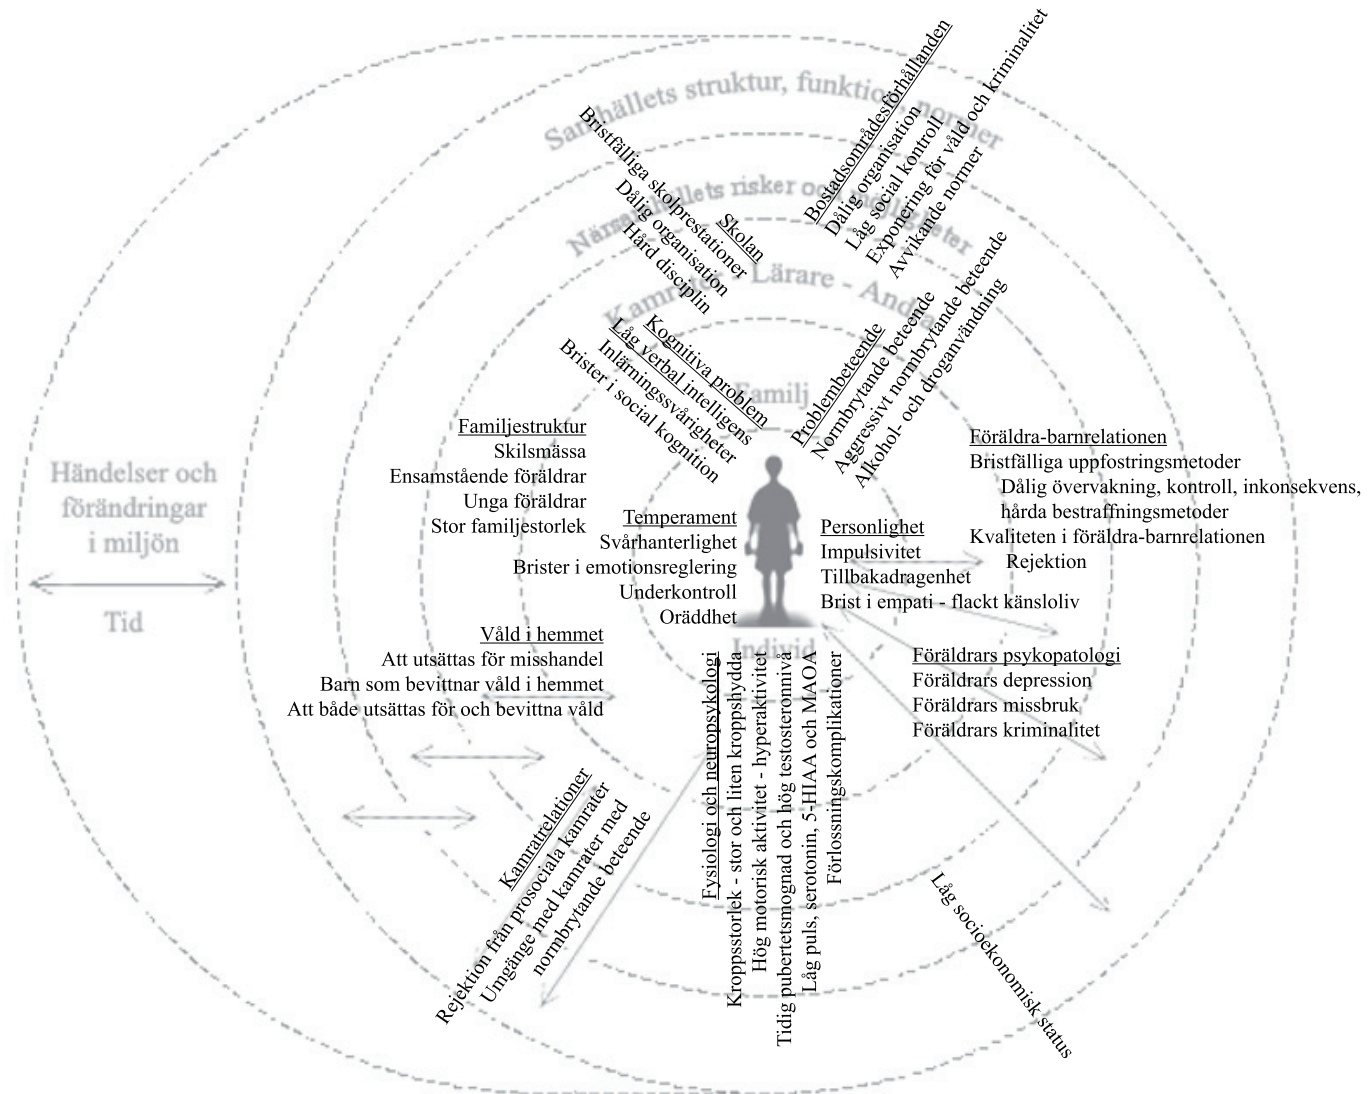 Samhällets struktur, funktion, normer
Närsamhällets risker och möjligheter
Kamrater - Lärare - Andra
Familj
Individ
Händelser och
förändringar
i miljön
Tid
Skolan
Bristfälliga skolprestationer
Dålig organisation
Hård disciplin
Bostadsområdesförhållanden
Dålig organisation
Låg social kontroll
Exponering för våld och kriminalitet
Avvikande normer
Kognitiva problem
Låg verbal intelligens
Inlärningssvårigheter
Brister i social kognition
Problembeteende
Normbrytande beteende
Aggressivt normbrytande beteende
Alkohol- och droganvändning
Familjestruktur
Skilsmässa
Ensamstående föräldrar
Unga föräldrar
Stor familjestorlek
Temperament
Svårhanterlighet
Brister i emotionsreglering
Underkontroll
Oräddhet
Personlighet
Impulsivitet
Tillbakadragenhet
Brist i empati - flackt känsloliv
Föräldra-barnrelationen
Bristfälliga uppfostringsmetoder
Dålig övervakning, kontroll, inkonsekvens,
hårda bestraffningsmetoder
Kvaliteten i föräldra-barnrelationen
Rejektion
Våld i hemmet
Att utsättas för misshandel
Barn som bevittnar våld i hemmet
Att både utsättas för och bevittna våld
Föräldrars psykopatologi
Föräldrars depression
Föräldrars missbruk
Föräldrars kriminalitet
Kamratrelationer
Rejektion från prosociala kamrater
Umgänge med kamrater med
normbrytande beteende
Fysiologi och neuropsykologi
Kroppsstorlek - stor och liten kroppshydda
Hög motorisk aktivitet - hyperaktivitet
Tidig pubertetsmognad och hög testosteronnivå
Låg puls, serotonin, 5-HIAA och MAOA
Förlossningskomplikationer
Låg socioekonomisk status